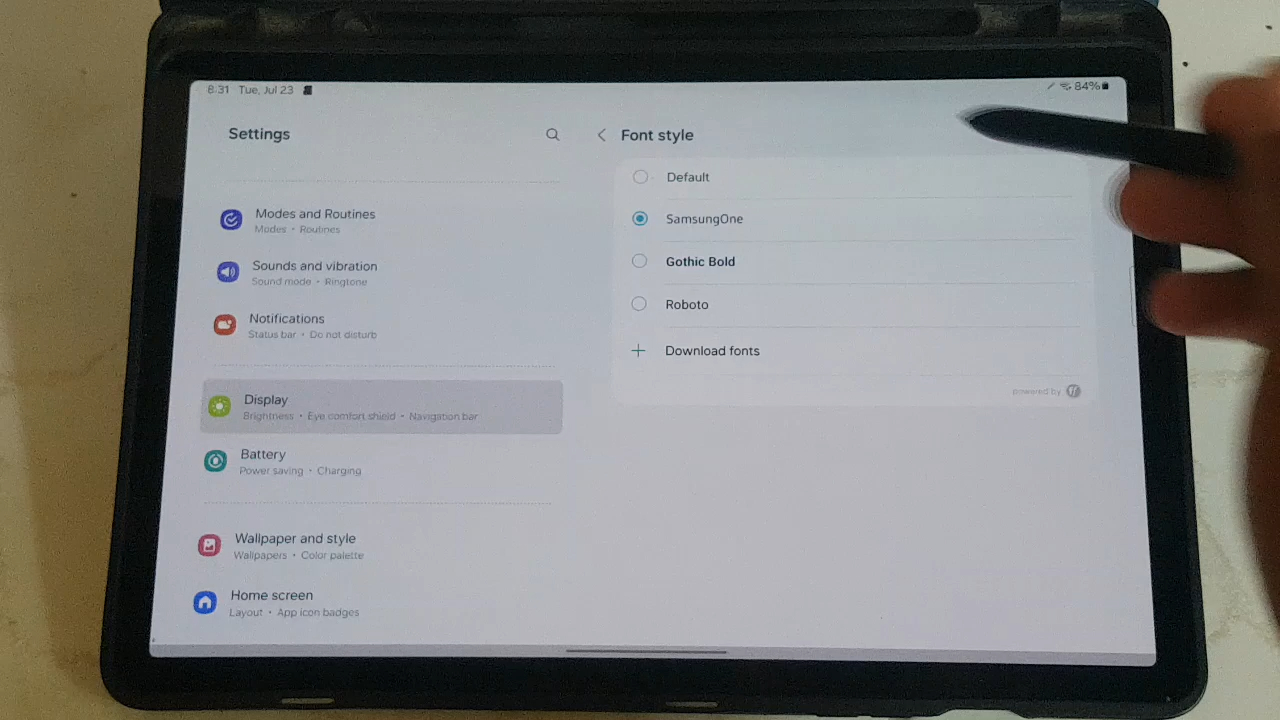 8:31 Tue, Jul 23
84%
Settings
Modes and Routines
Modes • Routines
Sounds and vibration
Sound mode • Ringtone
Notifications
Status bar • Do not disturb
Display
Brightness • Eye comfort shield • Navigation bar
Battery
Power saving • Charging
Wallpaper and style
Wallpapers • Color palette
Home screen
Layout • App icon badges
Font style
Default
SamsungOne
Gothic Bold
Roboto
Download fonts
powered by